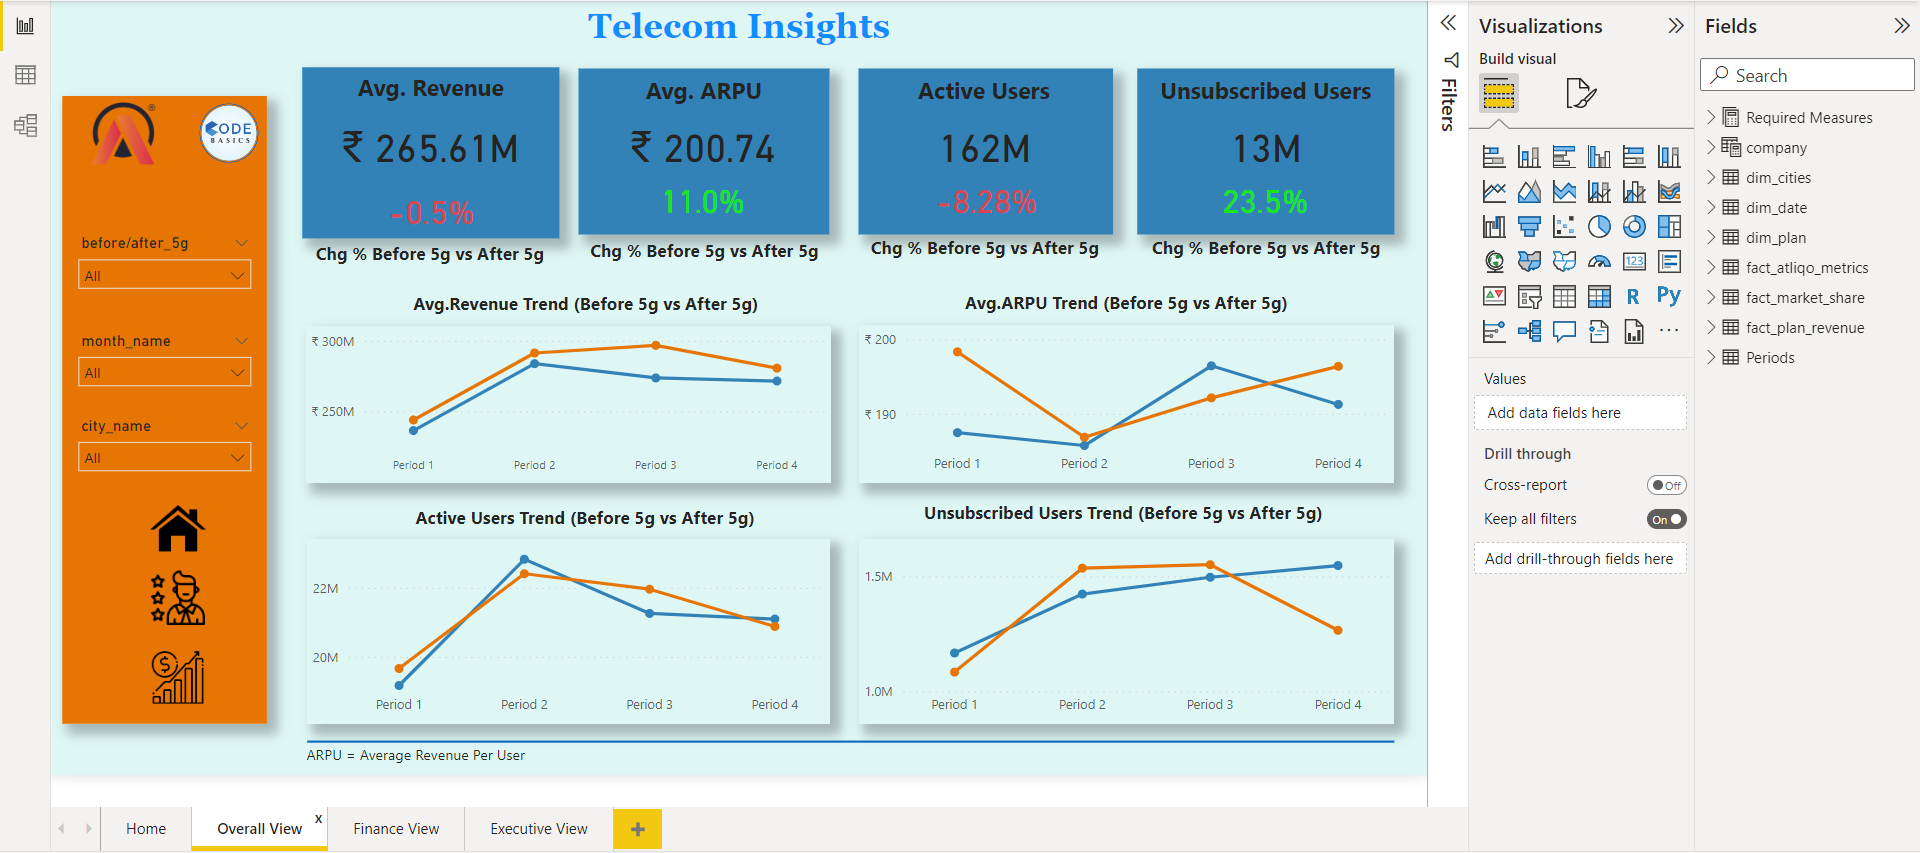 Telecom Insights
Avg. Revenue
₹ 265.61M
-0.5%
Chg % Before 5g vs After 5g
Avg. ARPU
₹ 200.74
11.0%
Chg % Before 5g vs After 5g
Active Users
162M
-8.28%
Chg % Before 5g vs After 5g
Unsubscribed Users
13M
23.5%
Chg % Before 5g vs After 5g
®
CODE
BASICS
before/after_5g
All
month_name
All
city_name
All
$
Avg.Revenue Trend (Before 5g vs After 5g)
₹ 300M
₹ 250M
Period 1 Period 2 Period 3 Period 4
Avg.ARPU Trend (Before 5g vs After 5g)
₹ 200
₹ 190
Period 1 Period 2 Period 3 Period 4
Active Users Trend (Before 5g vs After 5g)
22M
20M
Period 1 Period 2 Period 3 Period 4
Unsubscribed Users Trend (Before 5g vs After 5g)
1.5M
1.0M
Period 1 Period 2 Period 3 Period 4
ARPU = Average Revenue Per User
Home
Overall View x
Finance View
Executive View
+
Filters
Visualizations
Build visual
123
R
Py
...
Values
Add data fields here
Drill through
Cross-report Off
Keep all filters On
Add drill-through fields here
Fields
Search
Required Measures
company
dim_cities
dim_date
dim_plan
fact_atliqo_metrics
fact_market_share
fact_plan_revenue
Periods